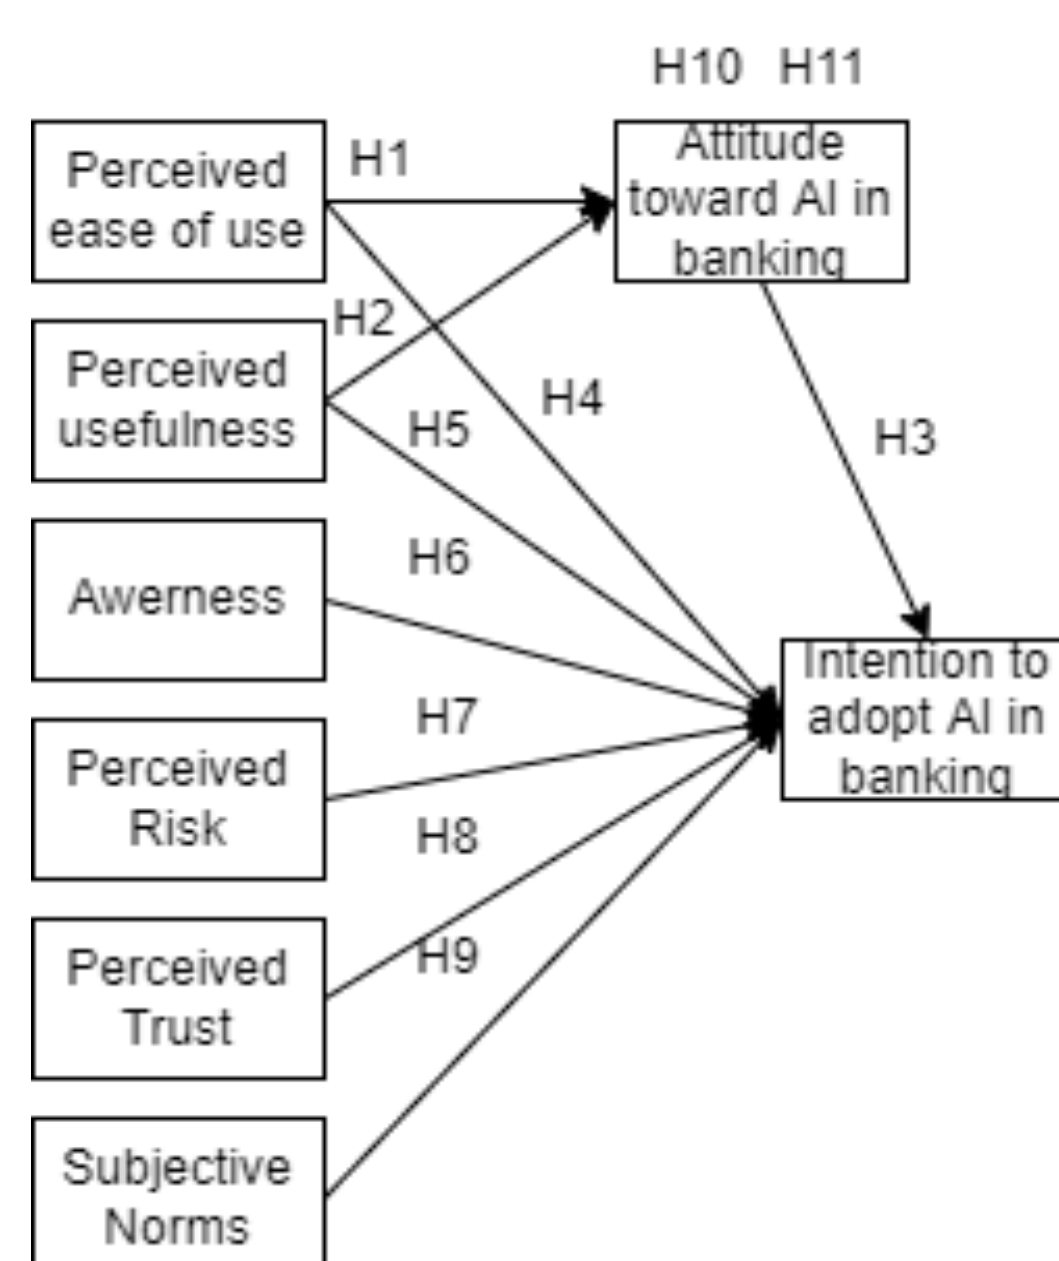 H10 H11
Perceived
ease of use
H1
Attitude
toward AI in
banking
H2
Perceived
usefulness
H4
H5
H3
H6
Awerness
Intention to
adopt AI in
banking
H7
Perceived
Risk
H8
H9
Perceived
Trust
Subjective
Norms